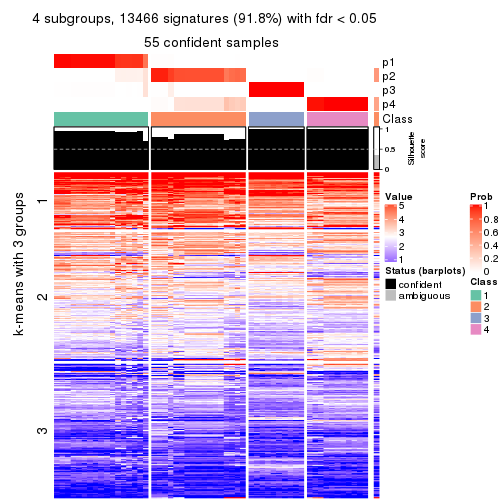 4 subgroups, 13466 signatures (91.8%) with fdr < 0.05
55 confident samples
p1
p2
p3
p4
Class
1
0.5
0
Silhouette
score
k-means with 3 groups
1
2
3
Value
5
4
3
2
1
Prob
1
0.8
0.6
0.4
0.2
0
Status (barplots)
confident
ambiguous
Class
1
2
3
4